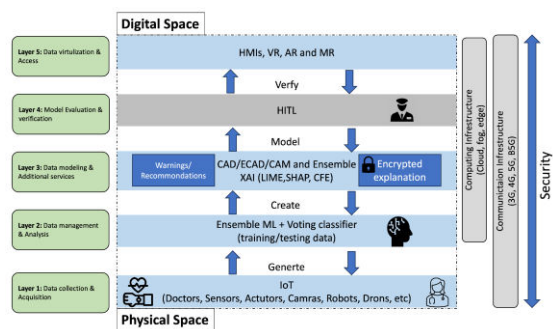 Digital Space
Layer 5: Data virtulization &
Access
HMIs, VR, AR and MR
Verfy
Layer 4: Model Evaluation &
verification
HITL
Model
Layer 3: Data modeling &
Additional services
Warnings/
Recommondations
CAD/ECAD/CAM and Ensemble
XAI (LIME,SHAP, CFE)
Encrypted
explanation
Create
Layer 2: Data management
& Analysis
Ensemble ML + Voting classifier
(training/testing data)
Generte
Layer 1: Data collection &
Acquisition
IoT
(Doctors, Sensors, Actutors, Camras, Robots, Drons, etc)
Physical Space
Computing Infrestructure
(Cloud, fog, edge)
Communictaion Infrestructure
(3G, 4G, 5G, B5G)
Security